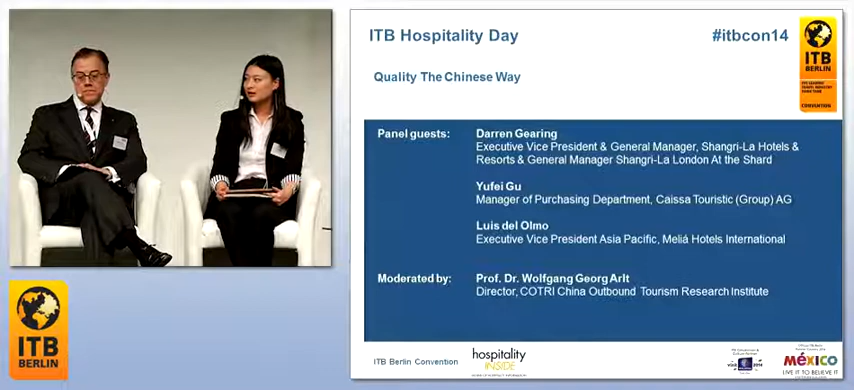 ITB Hospitality Day
#itbcon14
Quality The Chinese Way
ITB
BERLIN
CONVENTION
Panel guests:
Darren Gearing
Executive Vice President & General Manager, Shangri-La Hotels &
Resorts & General Manager Shangri-La London At the Shard
Yufei Gu
Manager of Purchasing Department, Caissa Touristic (Group) AG
Luis del Olmo
Executive Vice President Asia Pacific, Meliá Hotels International
Moderated by:
Prof. Dr. Wolfgang Georg Arlt
Director, COTRI China Outbound Tourism Research Institute
ITB
BERLIN
ITB Berlin Convention
hospitality
INSIDE
MÉXICO
LIVE IT TO BELIEVE IT